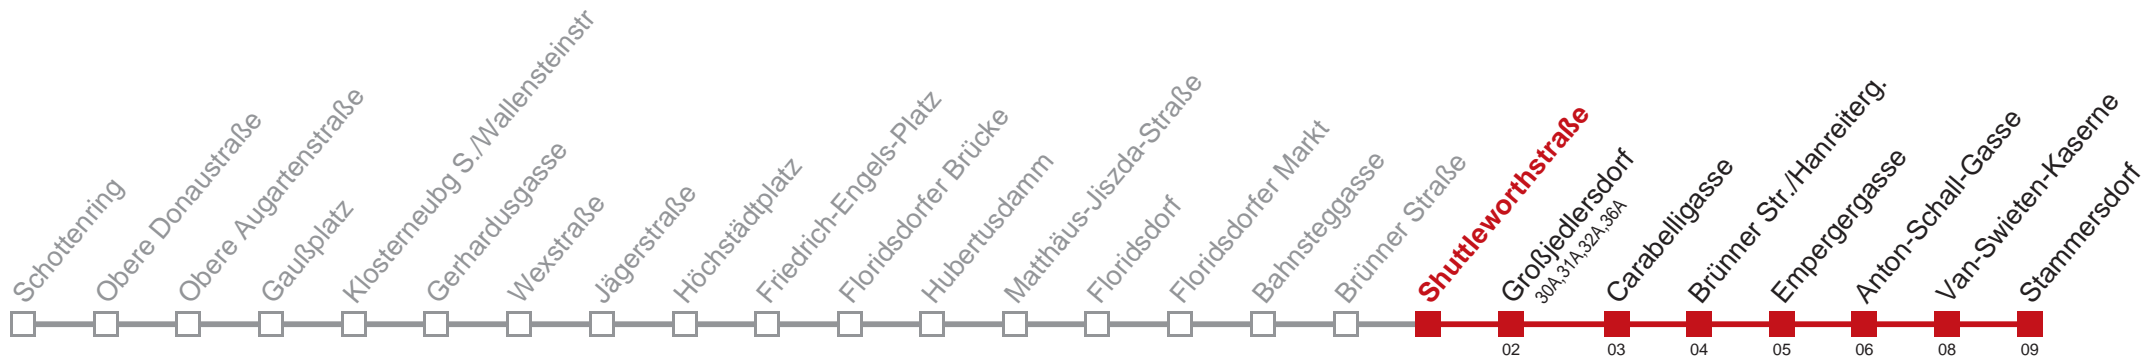 Schottenring
Obere Donaustraße
Obere Augartenstraße
Gaußplatz
Klosterneubg S./Wallensteinstr
Gerhardusgasse
Wexstraße
Jägerstraße
Höchstädtplatz
Friedrich-Engels-Platz
Floridsdorfer Brücke
Hubertusdamm
Matthäus-Jiszda-Straße
Floridsdorf
Floridsdorfer Markt
Bahnsteggasse
Brünner Straße
Shuttleworthstraße
Großjedlersdorf
30A,31A,32A,36A
Carabelligasse
Brünner Str./Hanreiterg.
Empergergasse
Anton-Schall-Gasse
Van-Swieten-Kaserne
Stammersdorf
02 03 04 05 06 08 09